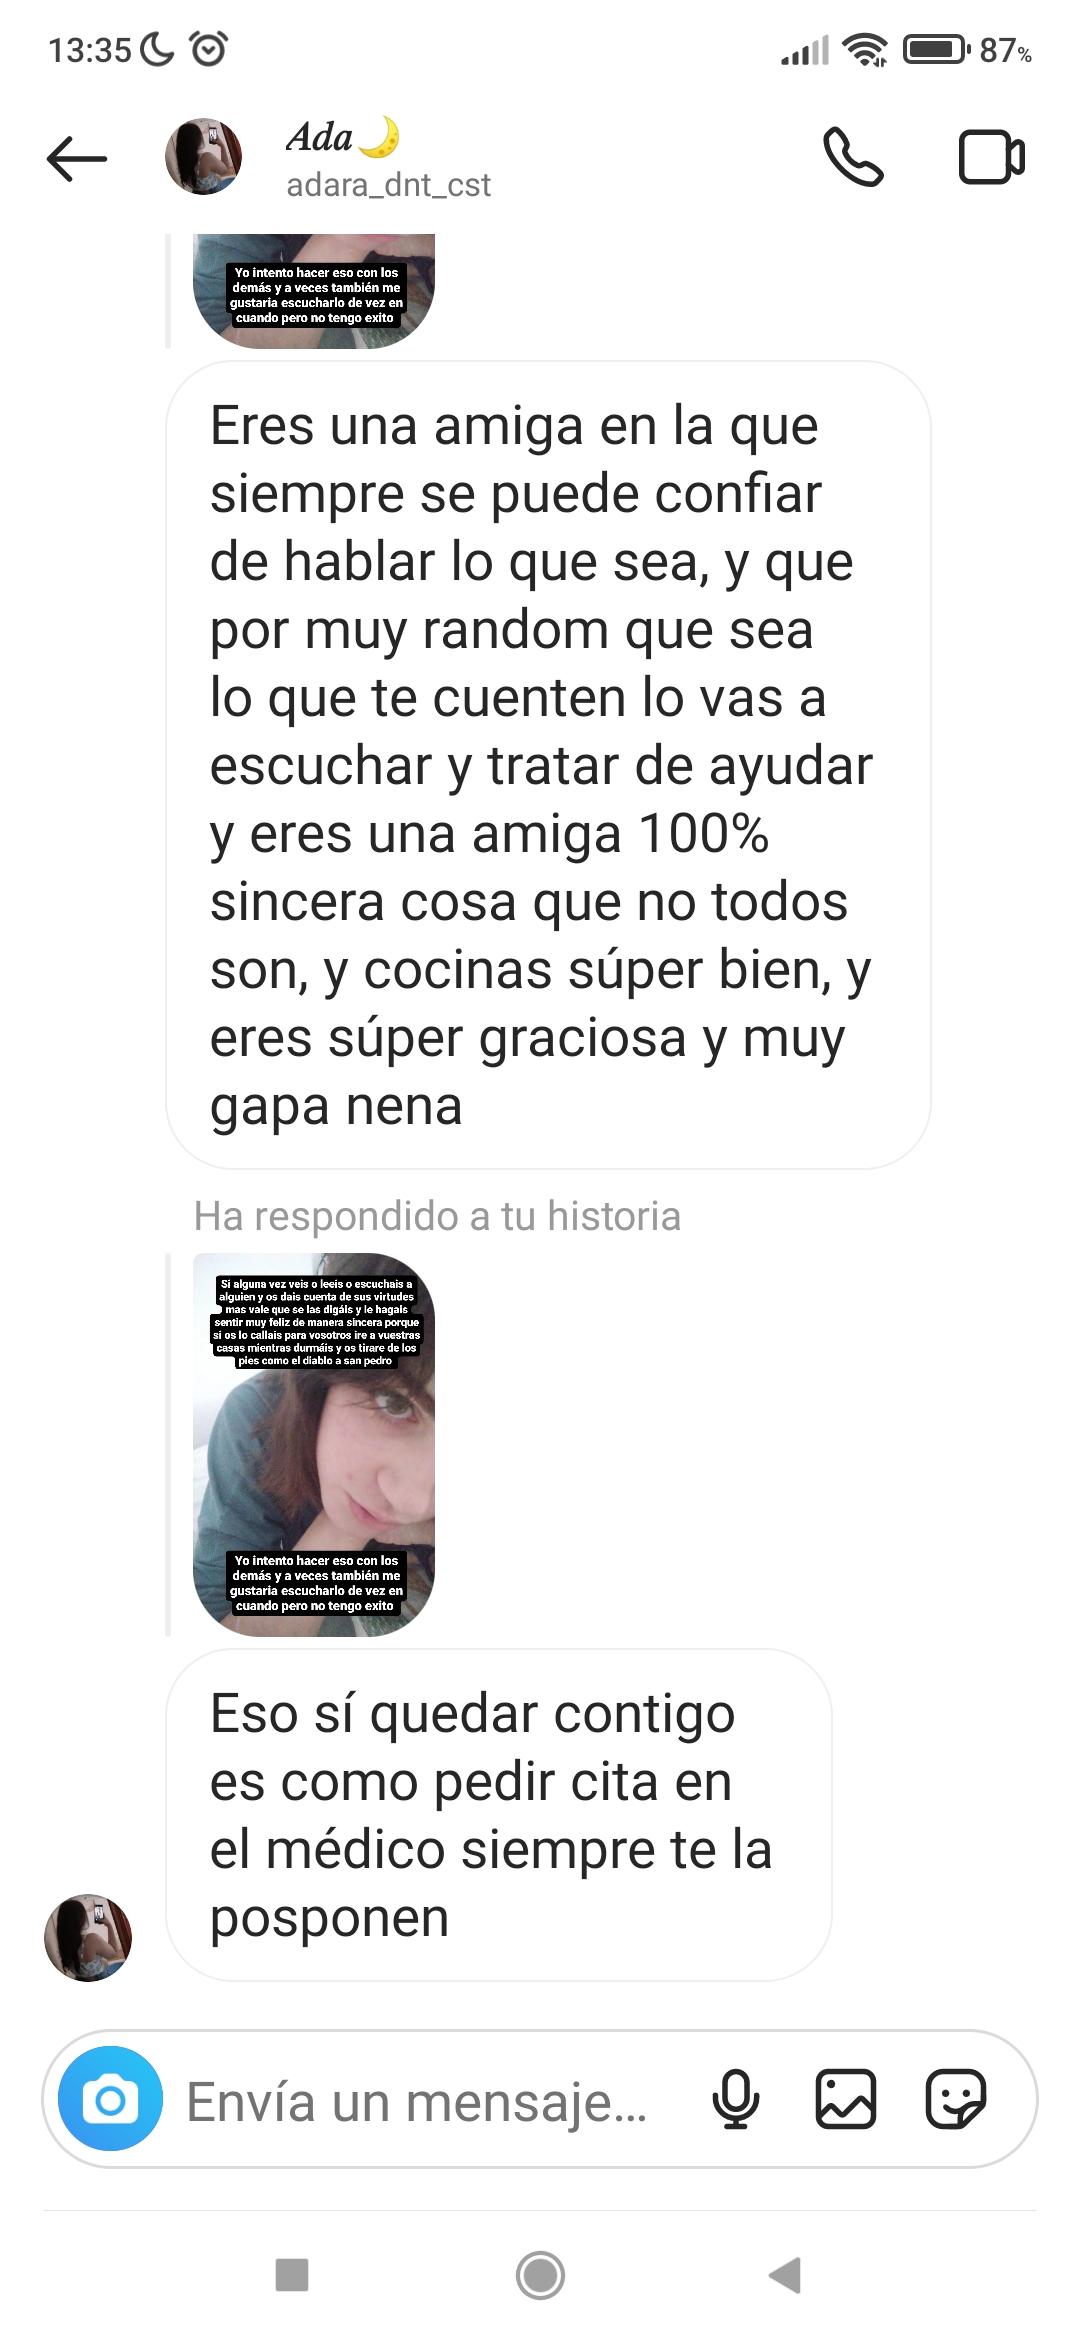 13:35
87%
Ada🌙
adara_dnt_cst
Yo intento hacer eso con los
demás y a veces también me
gustaria escucharlo de vez en
cuando pero no tengo exito
Eres una amiga en la que
siempre se puede confiar
de hablar lo que sea, y que
por muy random que sea
lo que te cuenten lo vas a
escuchar y tratar de ayudar
y eres una amiga 100%
sincera cosa que no todos
son, y cocinas súper bien, y
eres súper graciosa y muy
gapa nena
Ha respondido a tu historia
Si alguna vez veis o leeis o escuchais a
alguien y os dais cuenta de sus virtudes
mas vale que se las digáis y le hagais
sentir muy feliz de manera sincera porque
si os lo callais para vosotros ire a vuestras
casas mientras durmáis y os tirare de los
pies como el diablo a san pedro
Yo intento hacer eso con los
demás y a veces también me
gustaria escucharlo de vez en
cuando pero no tengo exito
Eso sí quedar contigo
es como pedir cita en
el médico siempre te la
posponen
Envía un mensaje...